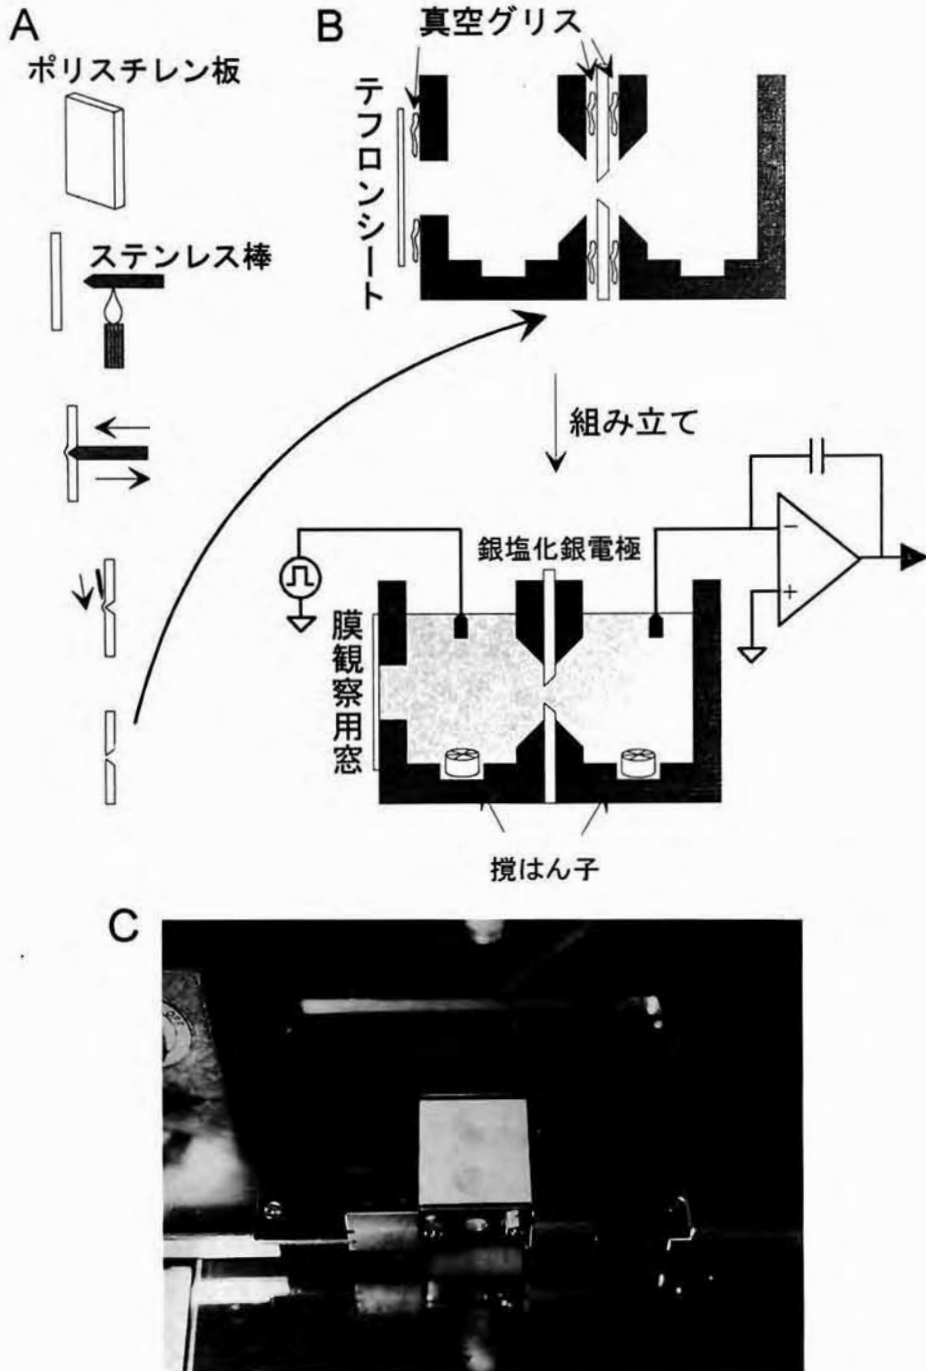 A
ポリスチレン板
ステンレス棒
B
真空グリス
テフロンシート
組み立て
銀塩化銀電極
−
+
膜観察用窓
撹はん子
C